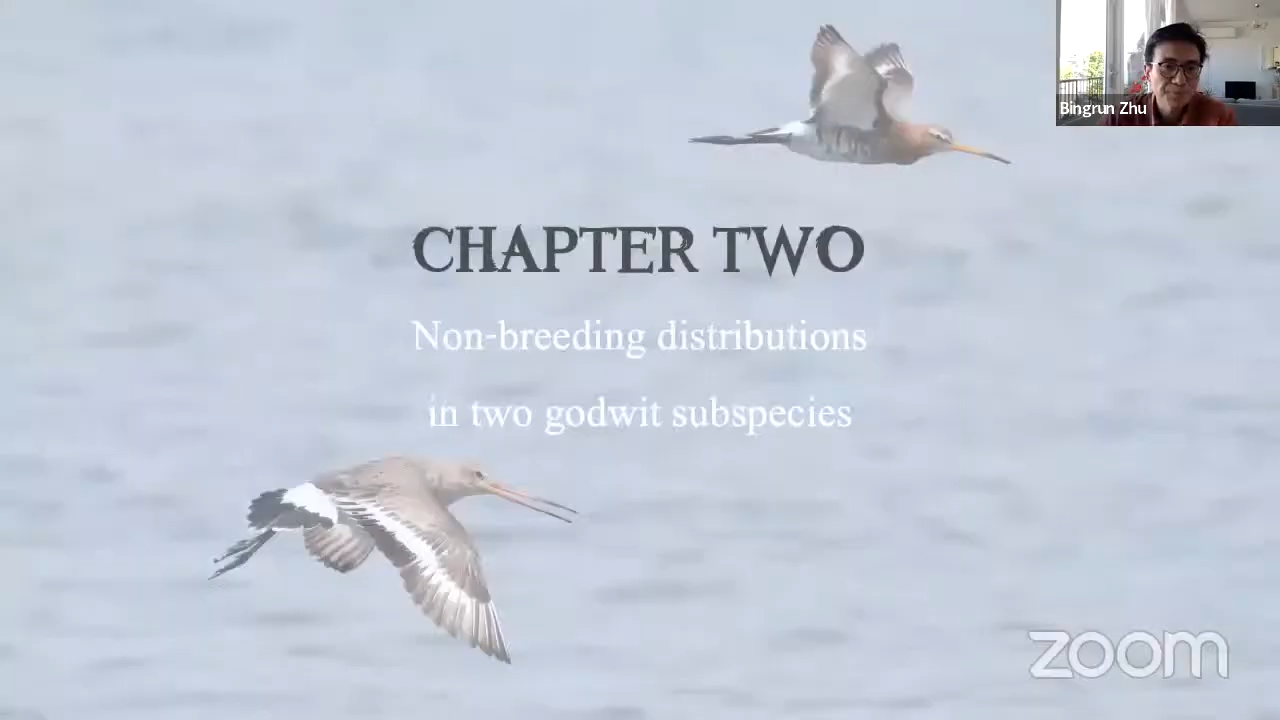 Bingrun Zhu
CHAPTER TWO
Non-breeding distributions
in two godwit subspecies
zoom